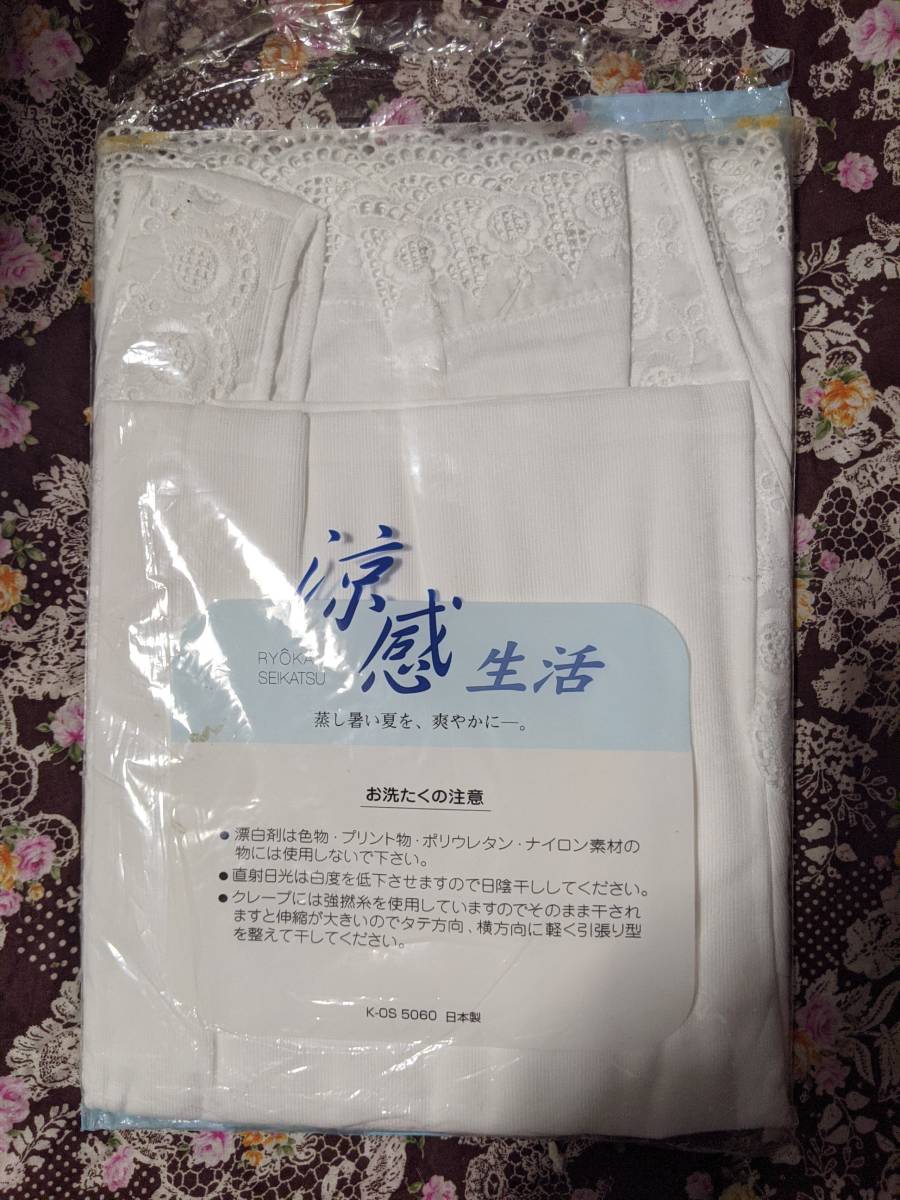 涼感生活
RYÔKA
SEIKATSU
蒸し暑い夏を、爽やかに―。
お洗たくの注意
● 漂白剤は色物・プリント物・ポリウレタン・ナイロン素材の
物には使用しないで下さい。
● 直射日光は白度を低下させますので日陰干ししてください。
● クレープには強撚糸を使用していますのでそのまま干され
ますと伸縮が大きいのでタテ方向、横方向に軽く引張り型
を整えて干してください。
K-OS 5060 日本製